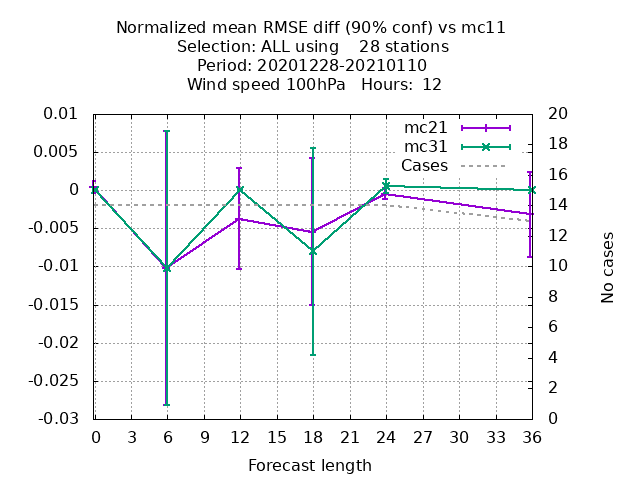 Normalized mean RMSE diff (90% conf) vs mc11
Selection: ALL using    28 stations
Period: 20201228-20210110
Wind speed 100hPa   Hours:  12
0.01
0.005
0
-0.005
-0.01
-0.015
-0.02
-0.025
-0.03
mc21
mc31
Cases
20
18
16
14
12
10
8
6
4
2
0
No cases
0 3 6 9 12 15 18 21 24 27 30 33 36
Forecast length